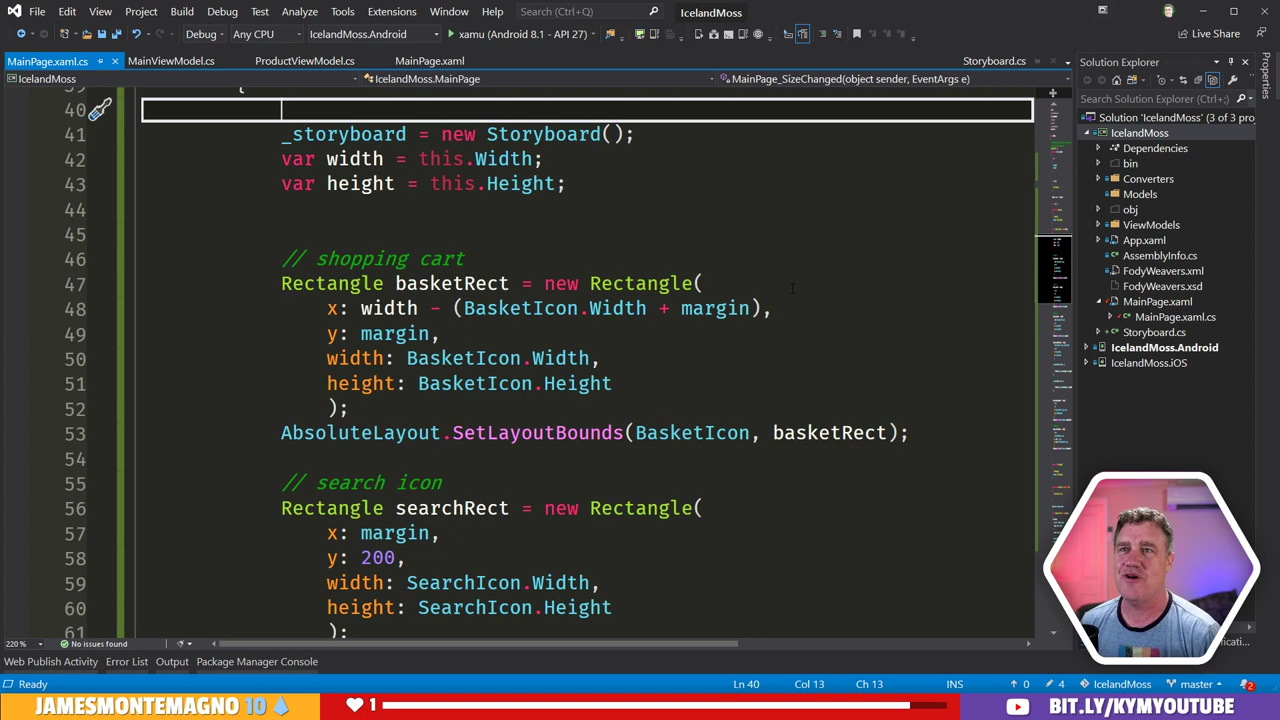 File Edit View Git Project Build Debug Test Analyze Tools Extensions Window Help Search (Ctrl+Q) IcelandMoss
Debug Any CPU IcelandMoss.Android xamu (Android 8.1 - API 27) Live Share
MainPage.xaml.cs MainViewModel.cs ProductViewModel.cs MainPage.xaml Storyboard.cs
IcelandMoss IcelandMoss.MainPage MainPage_SizeChanged(object sender, EventArgs e)
39 {
40
41 _storyboard = new Storyboard();
42 var width = this.Width;
43 var height = this.Height;
44
45
46 // shopping cart
47 Rectangle basketRect = new Rectangle(
48 x: width - (BasketIcon.Width + margin),
49 y: margin,
50 width: BasketIcon.Width,
51 height: BasketIcon.Height
52 );
53 AbsoluteLayout.SetLayoutBounds(BasketIcon, basketRect);
54
55 // search icon
56 Rectangle searchRect = new Rectangle(
57 x: margin,
58 y: 200,
59 width: SearchIcon.Width,
60 height: SearchIcon.Height
61 );
Solution Explorer
Search Solution Explorer (Ctrl+;)
Solution 'IcelandMoss' (3 of 3 pro
IcelandMoss
Dependencies
bin
Converters
Models
obj
ViewModels
App.xaml
AssemblyInfo.cs
FodyWeavers.xml
FodyWeavers.xsd
MainPage.xaml
MainPage.xaml.cs
Storyboard.cs
IcelandMoss.Android
IcelandMoss.iOS
Properties
220 % No issues found
Web Publish Activity Error List Output Package Manager Console
Ready Ln 40 Col 13 Ch 13 INS 0 4 IcelandMoss master 2
JAMESMONTEMAGNO 10 1 BIT.LY/KYMYOUTUBE